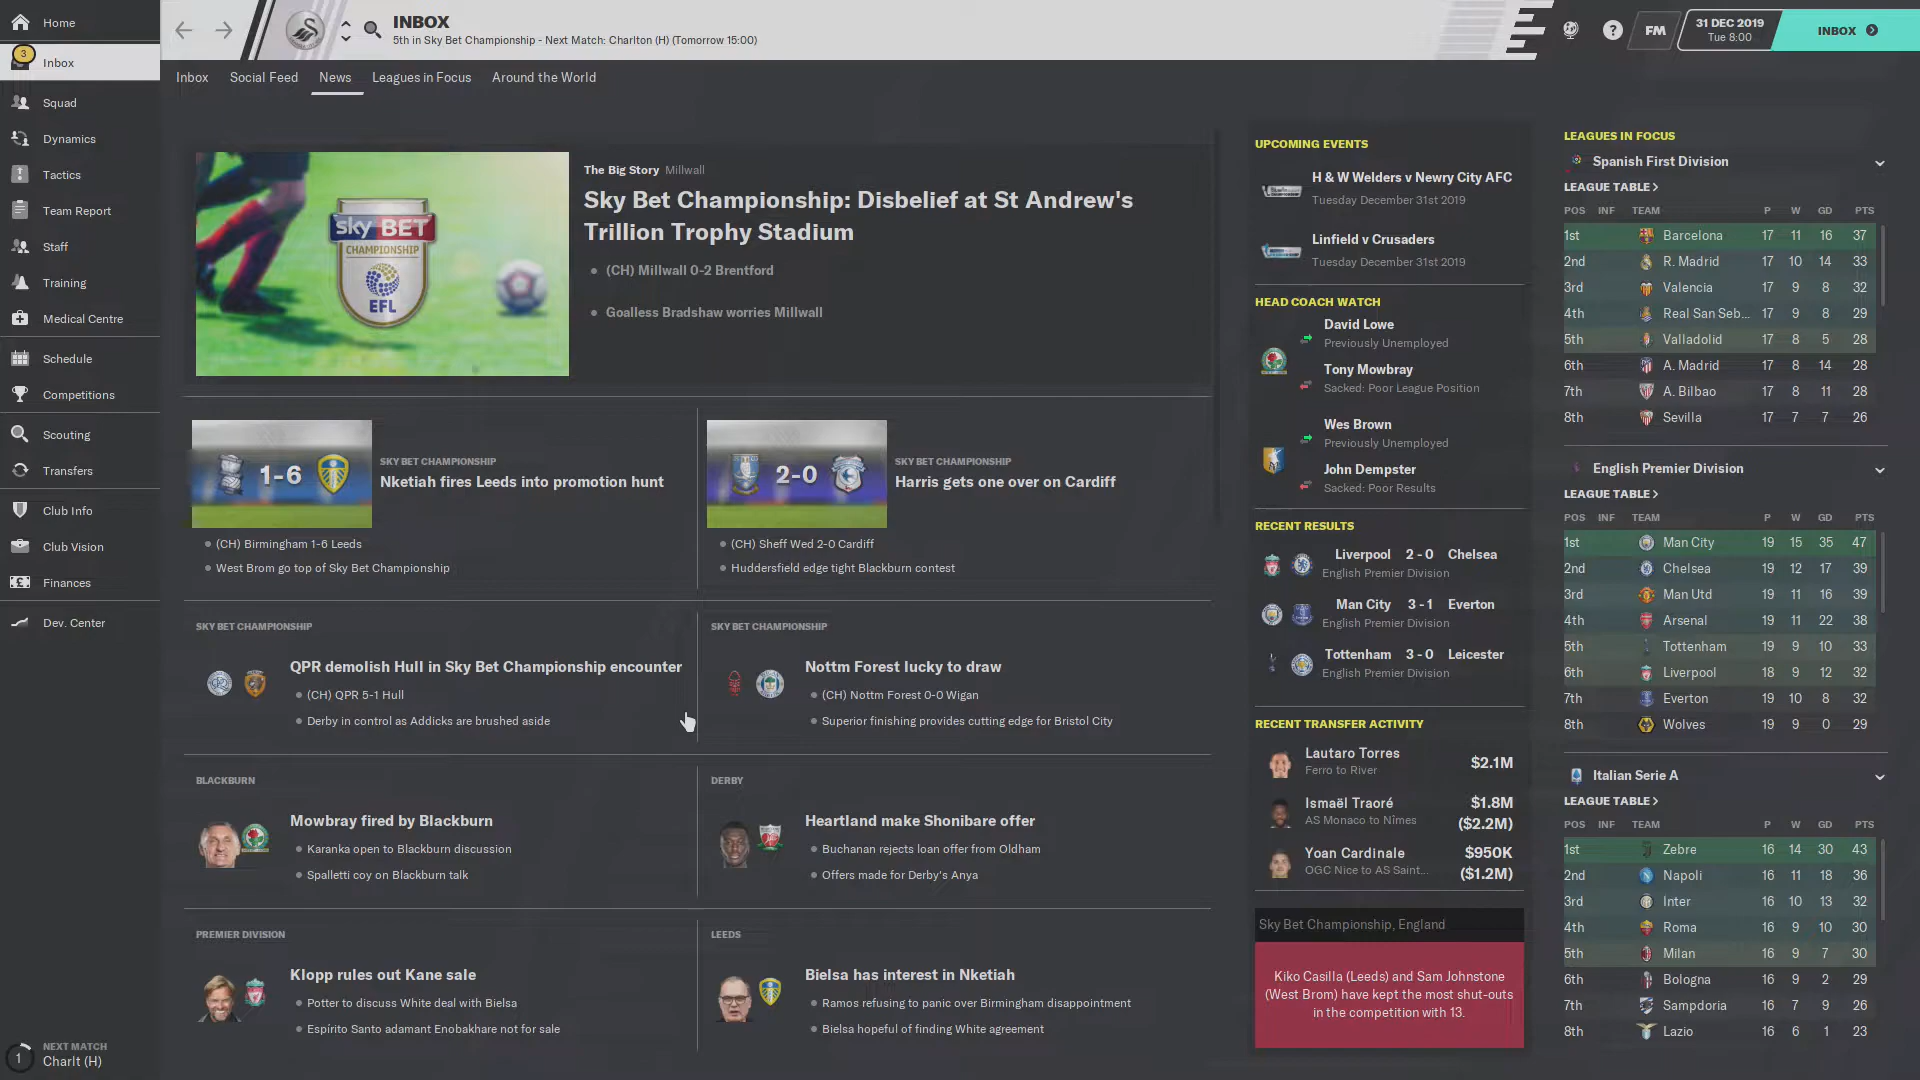 Home
3
Inbox
Squad
Dynamics
Tactics
Team Report
Staff
Training
Medical Centre
Schedule
Competitions
Scouting
Transfers
Club Info
Club Vision
Finances
Dev. Center
1
NEXT MATCH
Charlt (H)
INBOX
5th in Sky Bet Championship - Next Match: Charlton (H) (Tomorrow 15:00)
?
FM
31 DEC 2019
Tue 8:00
INBOX
Inbox Social Feed News Leagues in Focus Around the World
sky BET
CHAMPIONSHIP
EFL
The Big Story Millwall
Sky Bet Championship: Disbelief at St Andrew's
Trillion Trophy Stadium
(CH) Millwall 0-2 Brentford
Goalless Bradshaw worries Millwall
1-6
SKY BET CHAMPIONSHIP
Nketiah fires Leeds into promotion hunt
(CH) Birmingham 1-6 Leeds
West Brom go top of Sky Bet Championship
2-0
SKY BET CHAMPIONSHIP
Harris gets one over on Cardiff
(CH) Sheff Wed 2-0 Cardiff
Huddersfield edge tight Blackburn contest
SKY BET CHAMPIONSHIP
QPR demolish Hull in Sky Bet Championship encounter
(CH) QPR 5-1 Hull
Derby in control as Addicks are brushed aside
SKY BET CHAMPIONSHIP
Nottm Forest lucky to draw
(CH) Nottm Forest 0-0 Wigan
Superior finishing provides cutting edge for Bristol City
BLACKBURN
Mowbray fired by Blackburn
Karanka open to Blackburn discussion
Spalletti coy on Blackburn talk
DERBY
Heartland make Shonibare offer
Buchanan rejects loan offer from Oldham
Offers made for Derby's Anya
PREMIER DIVISION
Klopp rules out Kane sale
Potter to discuss White deal with Bielsa
Espírito Santo adamant Enobakhare not for sale
LEEDS
Bielsa has interest in Nketiah
Ramos refusing to panic over Birmingham disappointment
Bielsa hopeful of finding White agreement
UPCOMING EVENTS
H & W Welders v Newry City AFC
Tuesday December 31st 2019
Linfield v Crusaders
Tuesday December 31st 2019
HEAD COACH WATCH
David Lowe
Previously Unemployed
Tony Mowbray
Sacked: Poor League Position
Wes Brown
Previously Unemployed
John Dempster
Sacked: Poor Results
RECENT RESULTS
Liverpool 2 - 0 Chelsea
English Premier Division
Man City 3 - 1 Everton
English Premier Division
Tottenham 3 - 0 Leicester
English Premier Division
RECENT TRANSFER ACTIVITY
Lautaro Torres
Ferro to River
$2.1M
Ismaël Traoré
AS Monaco to Nîmes
$1.8M
($2.2M)
Yoan Cardinale
OGC Nice to AS Saint...
$950K
($1.2M)
Sky Bet Championship, England
Kiko Casilla (Leeds) and Sam Johnstone
(West Brom) have kept the most shut-outs
in the competition with 13.
LEAGUES IN FOCUS
Spanish First Division
LEAGUE TABLE >
POS INF TEAM P W GD PTS
1st Barcelona 17 11 16 37
2nd R. Madrid 17 10 14 33
3rd Valencia 17 9 8 32
4th Real San Seb... 17 9 8 29
5th Valladolid 17 8 5 28
6th A. Madrid 17 8 14 28
7th A. Bilbao 17 8 11 28
8th Sevilla 17 7 7 26
English Premier Division
LEAGUE TABLE >
POS INF TEAM P W GD PTS
1st Man City 19 15 35 47
2nd Chelsea 19 12 17 39
3rd Man Utd 19 11 16 39
4th Arsenal 19 11 22 38
5th Tottenham 19 9 10 33
6th Liverpool 18 9 12 32
7th Everton 19 10 8 32
8th Wolves 19 9 0 29
Italian Serie A
LEAGUE TABLE >
POS INF TEAM P W GD PTS
1st Zebre 16 14 30 43
2nd Napoli 16 11 18 36
3rd Inter 16 10 13 32
4th Roma 16 9 10 30
5th Milan 16 9 7 30
6th Bologna 16 9 2 29
7th Sampdoria 16 7 9 26
8th Lazio 16 6 1 23